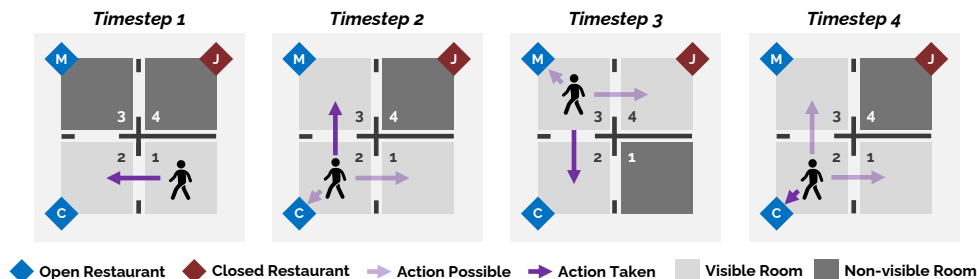 Timestep 1
Timestep 2
Timestep 3
Timestep 4
M J M J M J M J
3 4 3 4 3 4 3 4
2 1 2 1 2 1 2 1
C C C C
Open Restaurant Closed Restaurant Action Possible Action Taken Visible Room Non-visible Room